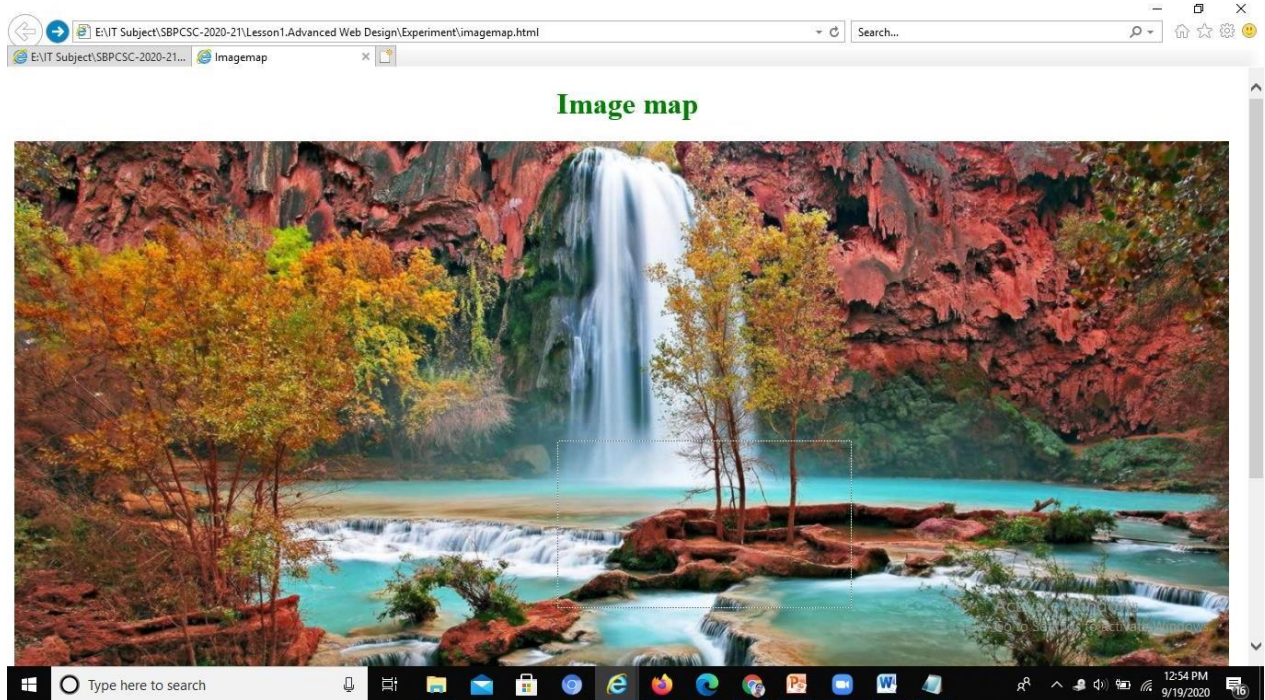 E:\IT Subject\SBPCSC-2020-21\Lesson1.Advanced Web Design\Experiment\imagemap.html
Search...
E:\IT Subject\SBPCSC-2020-21...
Imagemap
Image map
Type here to search
12:54 PM
9/19/2020
16